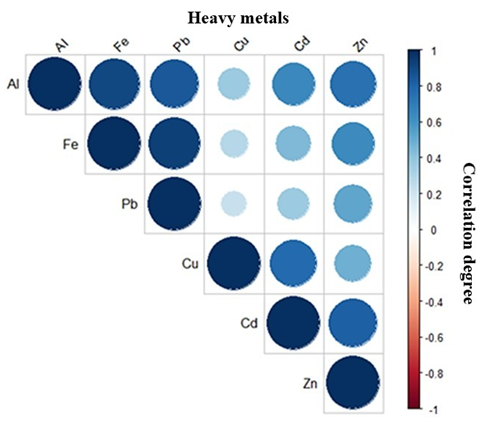 Heavy metals
Al Fe Pb Cu Cd Zn
Al
Fe
Pb
Cu
Cd
Zn
1
0.8
0.6
0.4
0.2
0
-0.2
-0.4
-0.6
-0.8
-1
Correlation degree